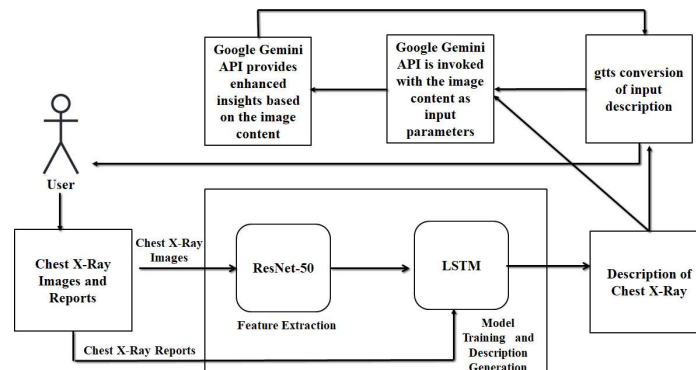 Google Gemini
API provides
enhanced
insights based
on the image
content
Google Gemini
API is invoked
with the image
content as
input
parameters
gtts conversion
of input
description
User
Chest X-Ray
Images and
Reports
Chest X-Ray
Images
ResNet-50
LSTM
Description of
Chest X-Ray
Feature Extraction
Model
Training and
Description
Generation
Chest X-Ray Reports